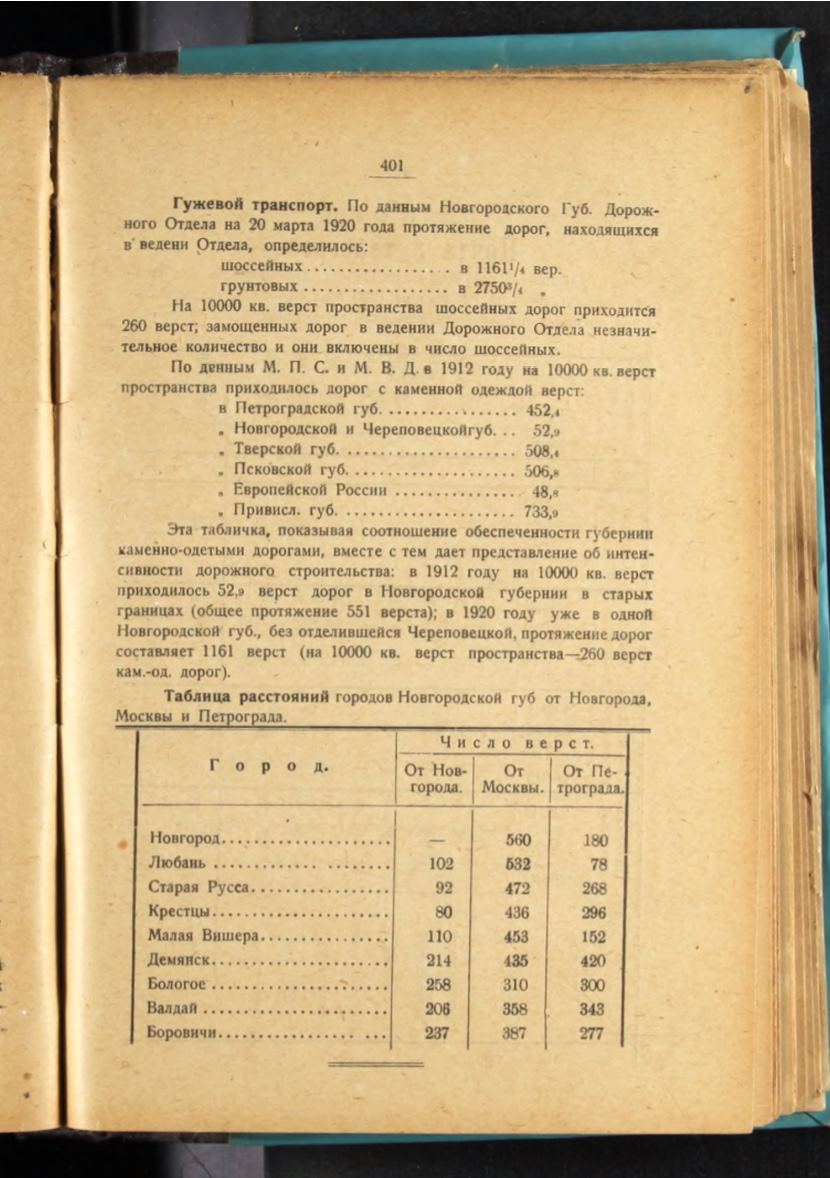 401
Гужевой транспорт. По данным Новгородского Губ. Дорож-
ного Отдела на 20 марта 1920 года протяжение дорог, находящихся
в ведени Отдела, определилось:
шоссейных . . . . . . . . . . . . . . . . . . в 1161¹/₄ вер.
грунтовых . . . . . . . . . . . . . . . . . . в 2750³/₄ „
На 10000 кв. верст пространства шоссейных дорог приходится
260 верст; замощенных дорог в ведении Дорожного Отдела незначи-
тельное количество и они включены в число шоссейных.
По денным М. П. С. и М. В. Д. в 1912 году на 10000 кв. верст
пространства приходилось дорог с каменной одеждой верст:
в Петроградской губ. . . . . . . . . . . . . . . . . 452,₄
„ Новгородской и Череповецкойгуб. . . 52,₉
„ Тверской губ. . . . . . . . . . . . . . . . . . . . . . 508,₄
„ Псковской губ. . . . . . . . . . . . . . . . . . . . . 506,₈
„ Европейской России . . . . . . . . . . . . . . . 48,₈
„ Привисл. губ. . . . . . . . . . . . . . . . . . . . . . 733,₉
Эта табличка, показывая соотношение обеспеченности губернии
каменно-одетыми дорогами, вместе с тем дает представление об интен-
сивности дорожного строительства: в 1912 году на 10000 кв. верст
приходилось 52,₉ верст дорог в Новгородской губернии в старых
границах (общее протяжение 551 верста); в 1920 году уже в одной
Новгородской губ., без отделившейся Череповецкой, протяжение дорог
составляет 1161 верст (на 10000 кв. верст пространства—260 верст
кам.-од. дорог).
Таблица расстояний городов Новгородской губ от Новгорода,
Москвы и Петрограда.
Город. Число верст.
От Нов- От От Пе-
города. Москвы. трограда.
Новгород. . . . . . . . . . . . . . . . . . . . . — 560 180
Любань . . . . . . . . . . . . . . . . . . . . . 102 532 78
Старая Русса. . . . . . . . . . . . . . . . . 92 472 268
Крестцы. . . . . . . . . . . . . . . . . . . . . . 80 436 296
Малая Вишера. . . . . . . . . . . . . . . . 110 453 152
Демянск. . . . . . . . . . . . . . . . . . . . . . 214 435 420
Бологое . . . . . . . . . . . . . . . . . . . . . . 258 310 300
Валдай . . . . . . . . . . . . . . . . . . . . . . . 206 358 343
Боровичи. . . . . . . . . . . . . . . . . . . . . 237 387 277